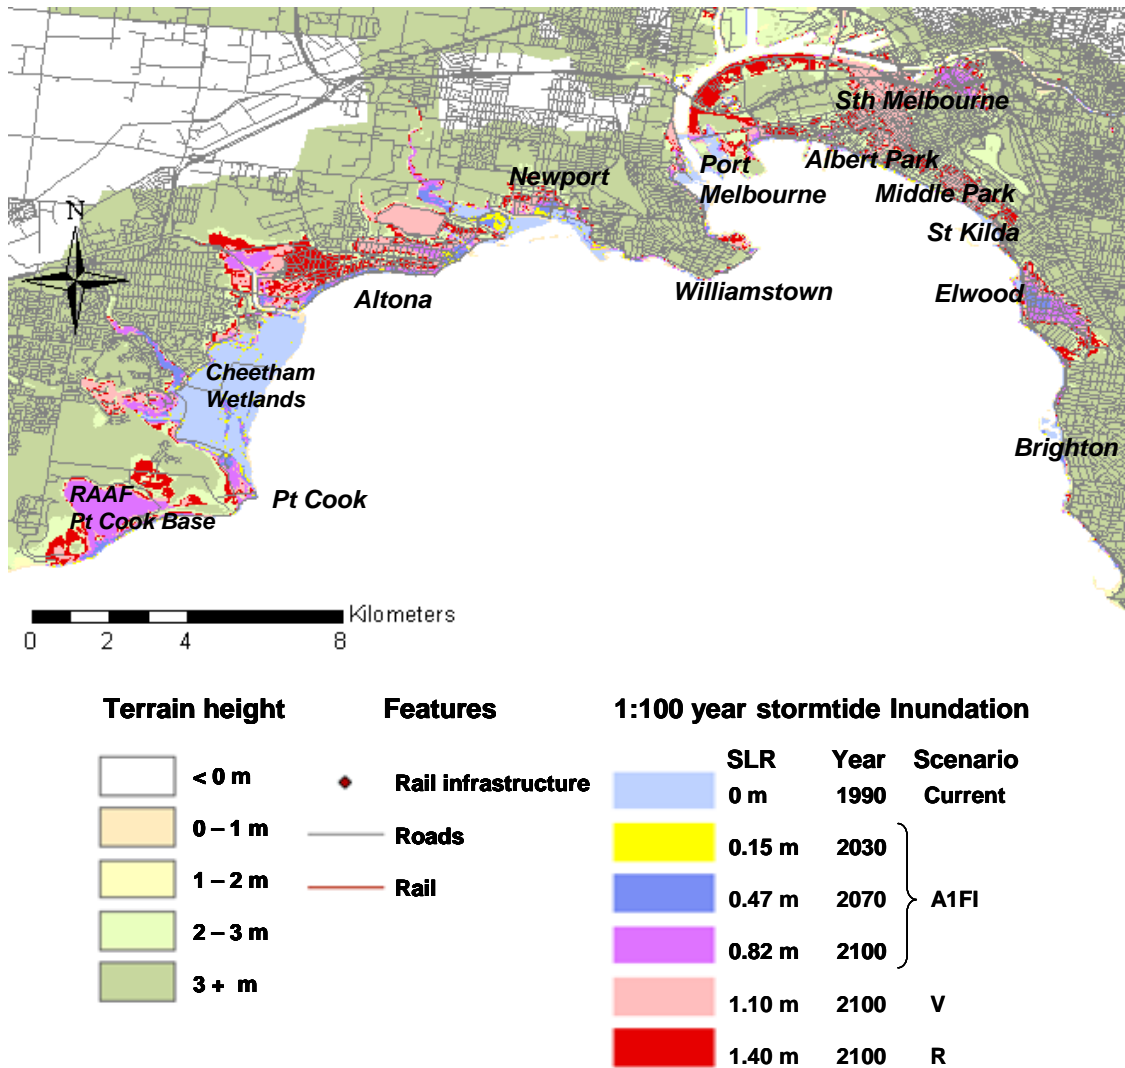 Sth Melbourne
Port
Melbourne
Albert Park
Middle Park
Newport
St Kilda
N
Altona
Williamstown
Elwood
Cheetham
Wetlands
Brighton
RAAF
Pt Cook Base
Pt Cook
Kilometers
0 2 4 8
Terrain height
< 0 m
0 – 1 m
1 – 2 m
2 – 3 m
3 + m
Features
Rail infrastructure
Roads
Rail
1:100 year stormtide Inundation
SLR Year Scenario
0 m 1990 Current
0.15 m 2030
0.47 m 2070 A1FI
0.82 m 2100
1.10 m 2100 V
1.40 m 2100 R